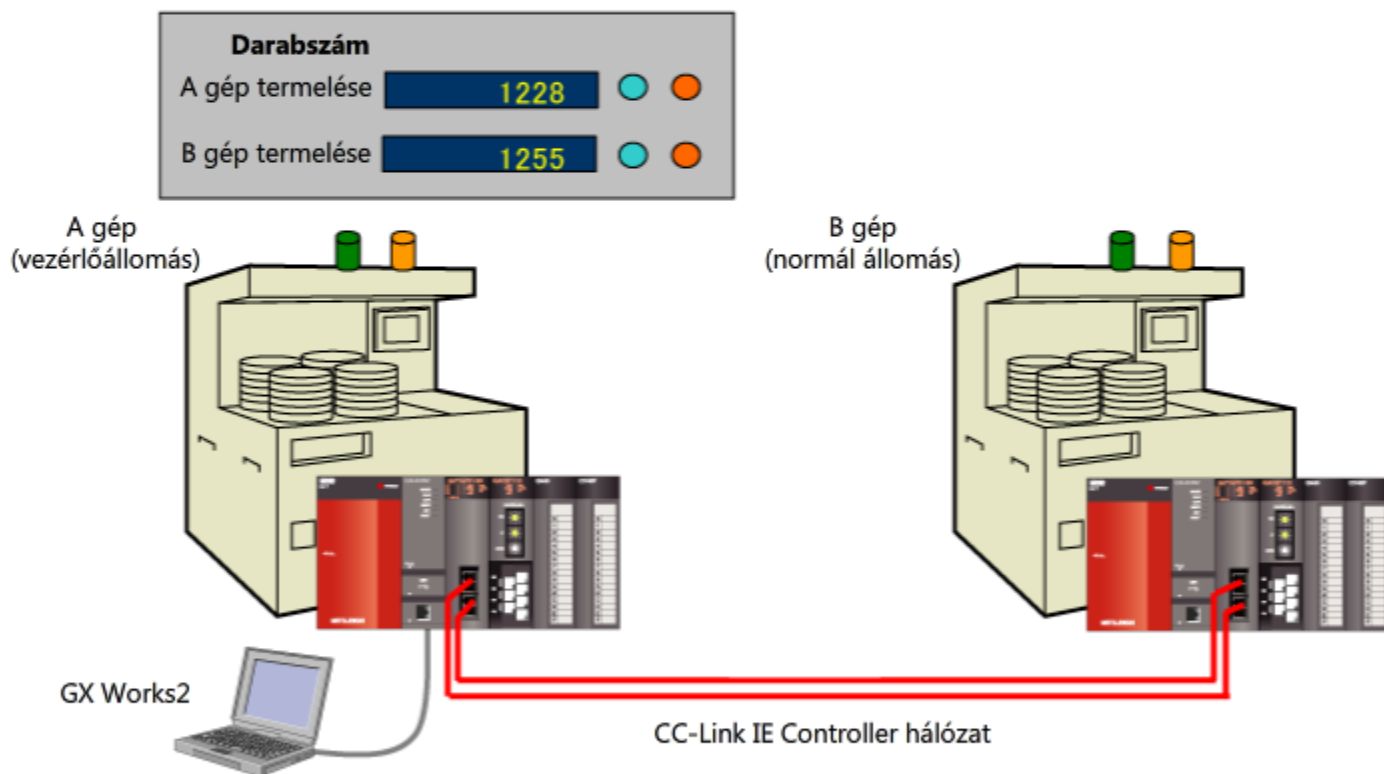 Darabszám
A gép termelése 1228
B gép termelése 1255
A gép
(vezérlőállomás)
B gép
(normál állomás)
GX Works2
CC-Link IE Controller hálózat